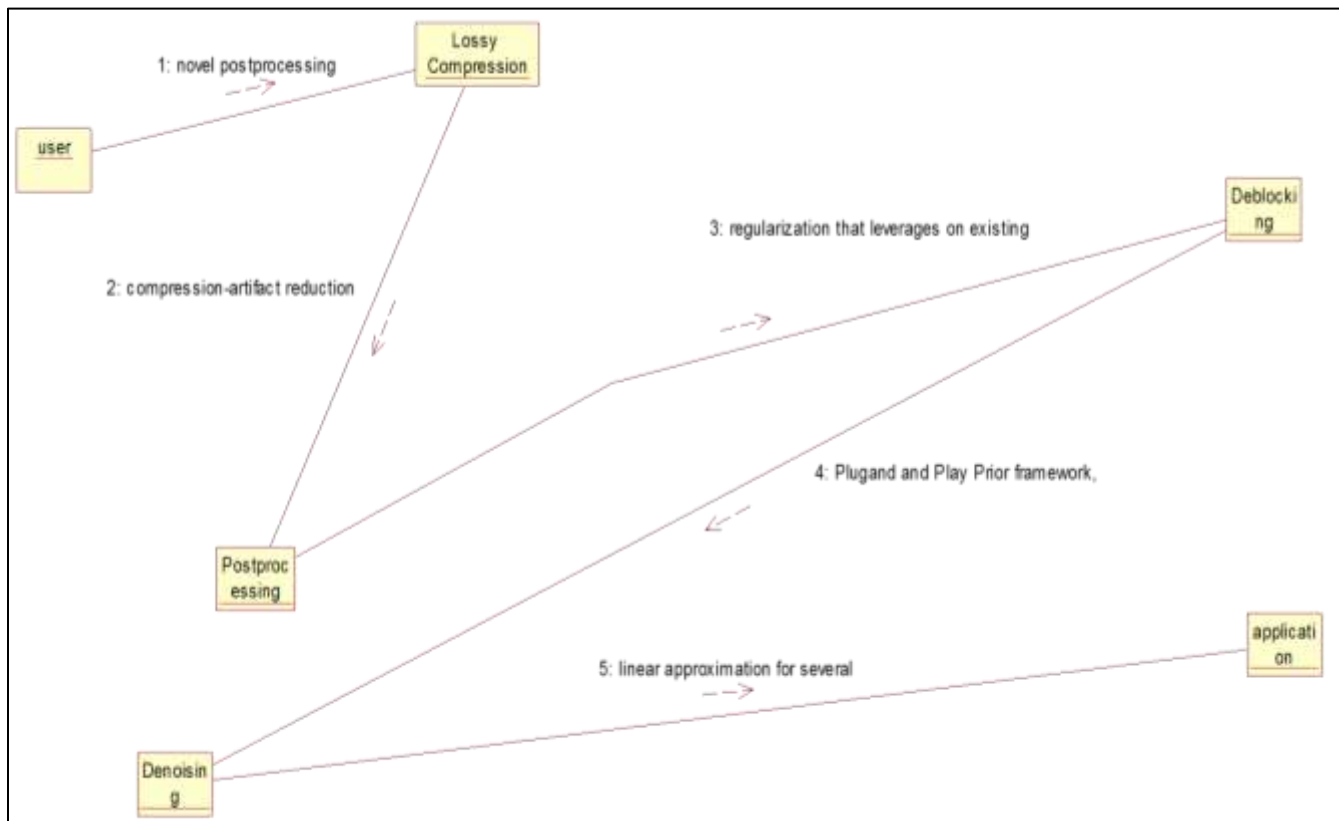 Lossy
Compression
1: novel postprocessing
user
Deblocki
ng
3: regularization that leverages on existing
2: compression-artifact reduction
4: Plugand and Play Prior framework,
Postproc
essing
applicati
on
5: linear approximation for several
Denoisin
g